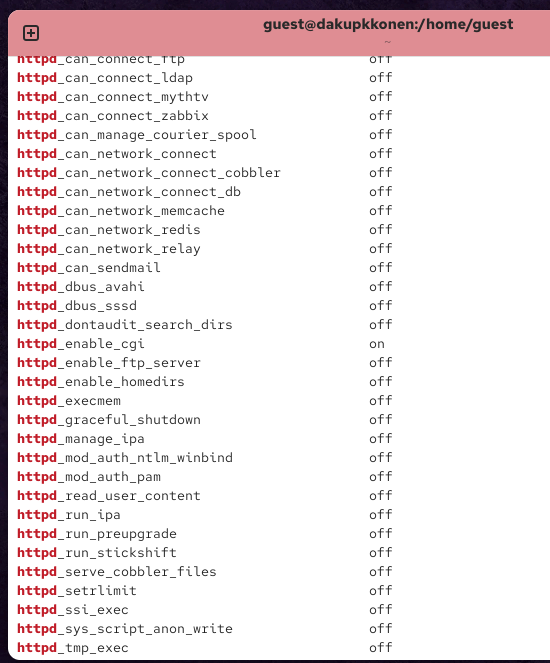 guest@dakupkkonen:/home/guest
~
httpd_can_connect_ftp off
httpd_can_connect_ldap off
httpd_can_connect_mythtv off
httpd_can_connect_zabbix off
httpd_can_manage_courier_spool off
httpd_can_network_connect off
httpd_can_network_connect_cobbler off
httpd_can_network_connect_db off
httpd_can_network_memcache off
httpd_can_network_redis off
httpd_can_network_relay off
httpd_can_sendmail off
httpd_dbus_avahi off
httpd_dbus_sssd off
httpd_dontaudit_search_dirs off
httpd_enable_cgi on
httpd_enable_ftp_server off
httpd_enable_homedirs off
httpd_execmem off
httpd_graceful_shutdown off
httpd_manage_ipa off
httpd_mod_auth_ntlm_winbind off
httpd_mod_auth_pam off
httpd_read_user_content off
httpd_run_ipa off
httpd_run_preupgrade off
httpd_run_stickshift off
httpd_serve_cobbler_files off
httpd_setrlimit off
httpd_ssi_exec off
httpd_sys_script_anon_write off
httpd_tmp_exec off